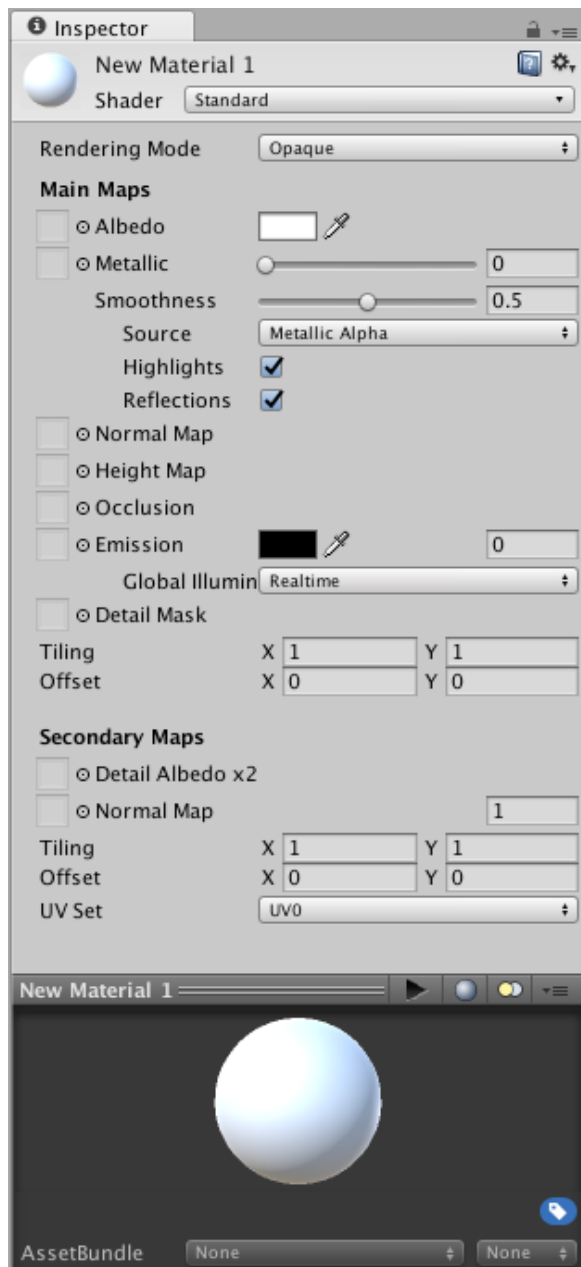 Inspector
New Material 1
Shader Standard
Rendering Mode Opaque
Main Maps
Albedo
Metallic 0
Smoothness 0.5
Source Metallic Alpha
Highlights
Reflections
Normal Map
Height Map
Occlusion
Emission 0
Global Illumin Realtime
Detail Mask
Tiling X 1 Y 1
Offset X 0 Y 0
Secondary Maps
Detail Albedo x2
Normal Map 1
Tiling X 1 Y 1
Offset X 0 Y 0
UV Set UV0
New Material 1
AssetBundle None None